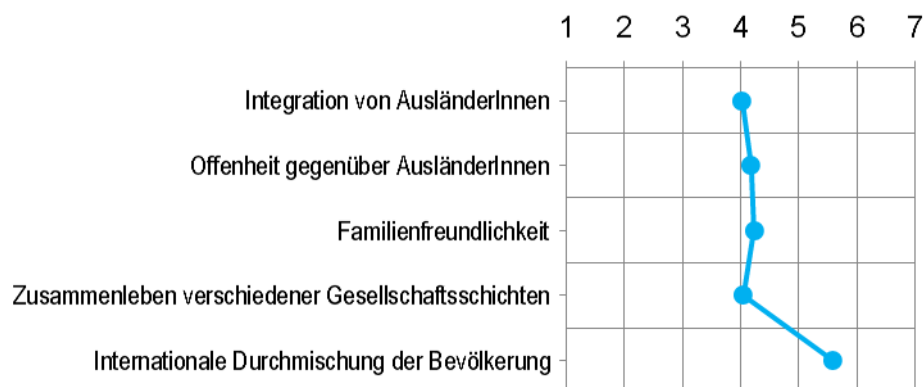 1 2 3 4 5 6 7
Integration von AusländerInnen
Offenheit gegenüber AusländerInnen
Familienfreundlichkeit
Zusammenleben verschiedener Gesellschaftsschichten
Internationale Durchmischung der Bevölkerung